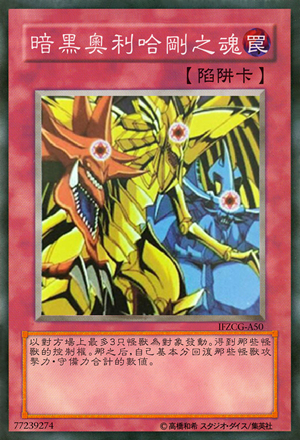 暗黑奧利哈剛之魂
罠
【陷阱卡】
IFZCG-A50
以對方場上最多3只怪獸為對象發動。得到那些怪
獸的控制權。那之后，自己基本分回渡那些怪獸攻
擊力·守備力合計的數值。
77239274
©高橋和希 スタジオ・ダイス/集英社